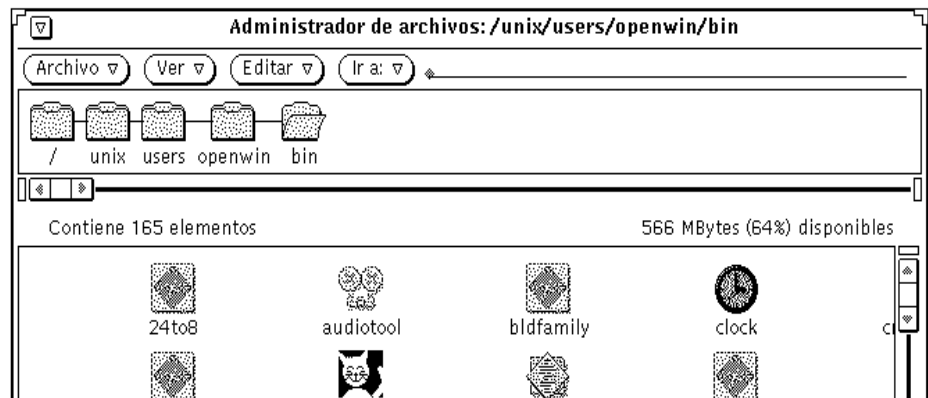 Administrador de archivos: /unix/users/openwin/bin
Archivo Ver Editar Ir a:
/ unix users openwin bin
Contiene 165 elementos 566 MBytes (64%) disponibles
24to8 audiotool bldfamily clock